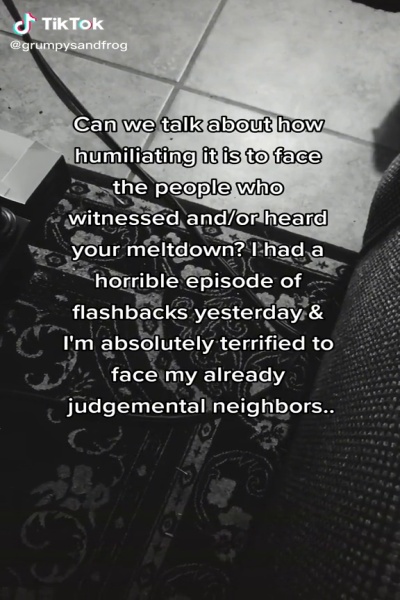 TikTok
@grumpysandfrog
Can we talk about how
humiliating it is to face
the people who
witnessed and/or heard
your meltdown? I had a
horrible episode of
flashbacks yesterday &
I'm absolutely terrified to
face my already
judgemental neighbors..